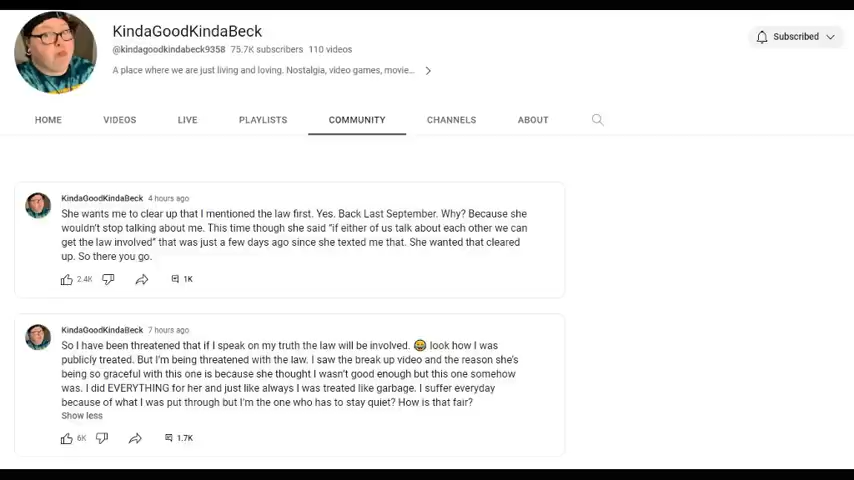 KindaGoodKindaBeck
@kindagoodkindabeck9358 75.7K subscribers 110 videos
Subscribed
A place where we are just living and loving. Nostalgia, video games, movie...
HOME VIDEOS LIVE PLAYLISTS COMMUNITY CHANNELS ABOUT
KindaGoodKindaBeck 4 hours ago
She wants me to clear up that I mentioned the law first. Yes. Back Last September. Why? Because she
wouldn't stop talking about me. This time though she said "if either of us talk about each other we can
get the law involved" that was just a few days ago since she texted me that. She wanted that cleared
up. So there you go.
2.4K 1K
KindaGoodKindaBeck 7 hours ago
So I have been threatened that if I speak on my truth the law will be involved. 😂 look how I was
publicly treated. But I'm being threatened with the law. I saw the break up video and the reason she's
being so graceful with this one is because she thought I wasn't good enough but this one somehow
was. I did EVERYTHING for her and just like always I was treated like garbage. I suffer everyday
because of what I was put through but I'm the one who has to stay quiet? How is that fair?
Show less
6K 1.7K